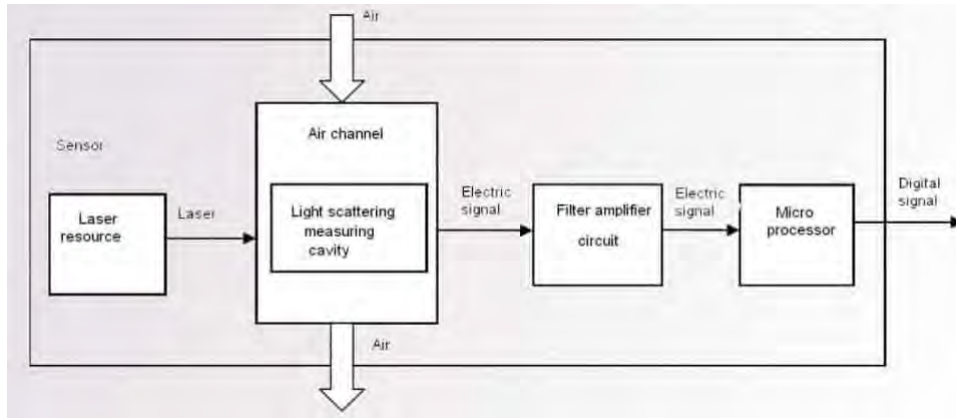 Air
Sensor
Air channel
Laser
resource
Laser
Light scattering
measuring
cavity
Electric
signal
Filter amplifier
circuit
Electric
signal
Micro
processor
Digital
signal
Air